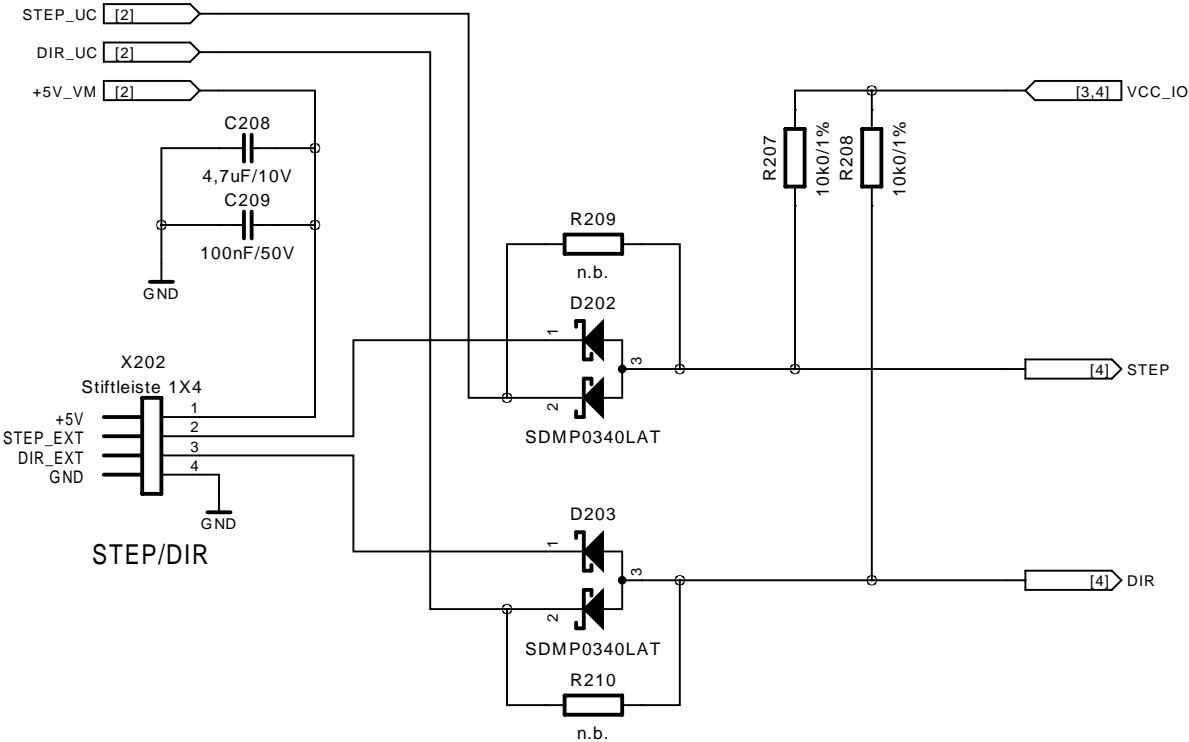 STEP_UC [2]
DIR_UC [2]
+5V_VM [2]
[3,4] VCC_IO
C208
4,7uF/10V
C209
100nF/50V
GND
R207
10k0/1%
R208
10k0/1%
R209
n.b.
D202
1
2
3
SDMP0340LAT
[4] STEP
X202
Stiftleiste 1X4
+5V 1
STEP_EXT 2
DIR_EXT 3
GND 4
GND
STEP/DIR
D203
1
2
3
SDMP0340LAT
[4] DIR
R210
n.b.